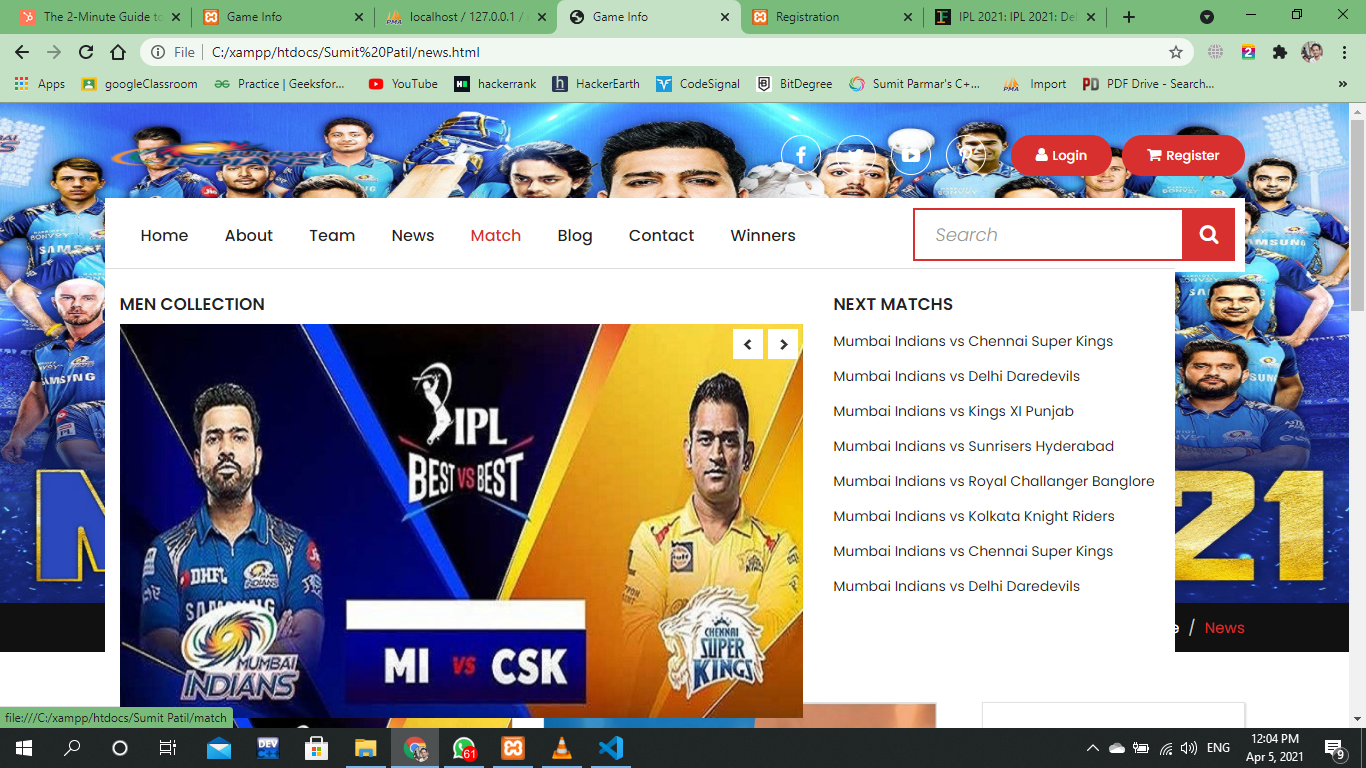 The 2-Minute Guide to
Game Info
localhost / 127.0.0.1 /
Game Info
Registration
IPL 2021: IPL 2021: De
File
C:/xampp/htdocs/Sumit%20Patil/news.html
Apps
googleClassroom
Practice | Geeksfor...
YouTube
hackerrank
HackerEarth
CodeSignal
BitDegree
Sumit Parmar's C+...
Import
PDF Drive - Search...
INDIANS
Login
Register
Home
About
Team
News
Match
Blog
Contact
Winners
Search
MEN COLLECTION
NEXT MATCHS
Mumbai Indians vs Chennai Super Kings
Mumbai Indians vs Delhi Daredevils
Mumbai Indians vs Kings XI Punjab
Mumbai Indians vs Sunrisers Hyderabad
Mumbai Indians vs Royal Challanger Banglore
Mumbai Indians vs Kolkata Knight Riders
Mumbai Indians vs Chennai Super Kings
Mumbai Indians vs Delhi Daredevils
IPL
BEST VS BEST
DHFL
SAMSUNG
MUMBAI
INDIANS
MI VS CSK
CHENNAI
SUPER
KINGS
Gulf
SAMSUNG
21
/ News
file:///C:/xampp/htdocs/Sumit Patil/match
DEV
61
ENG
12:04 PM
Apr 5, 2021
9